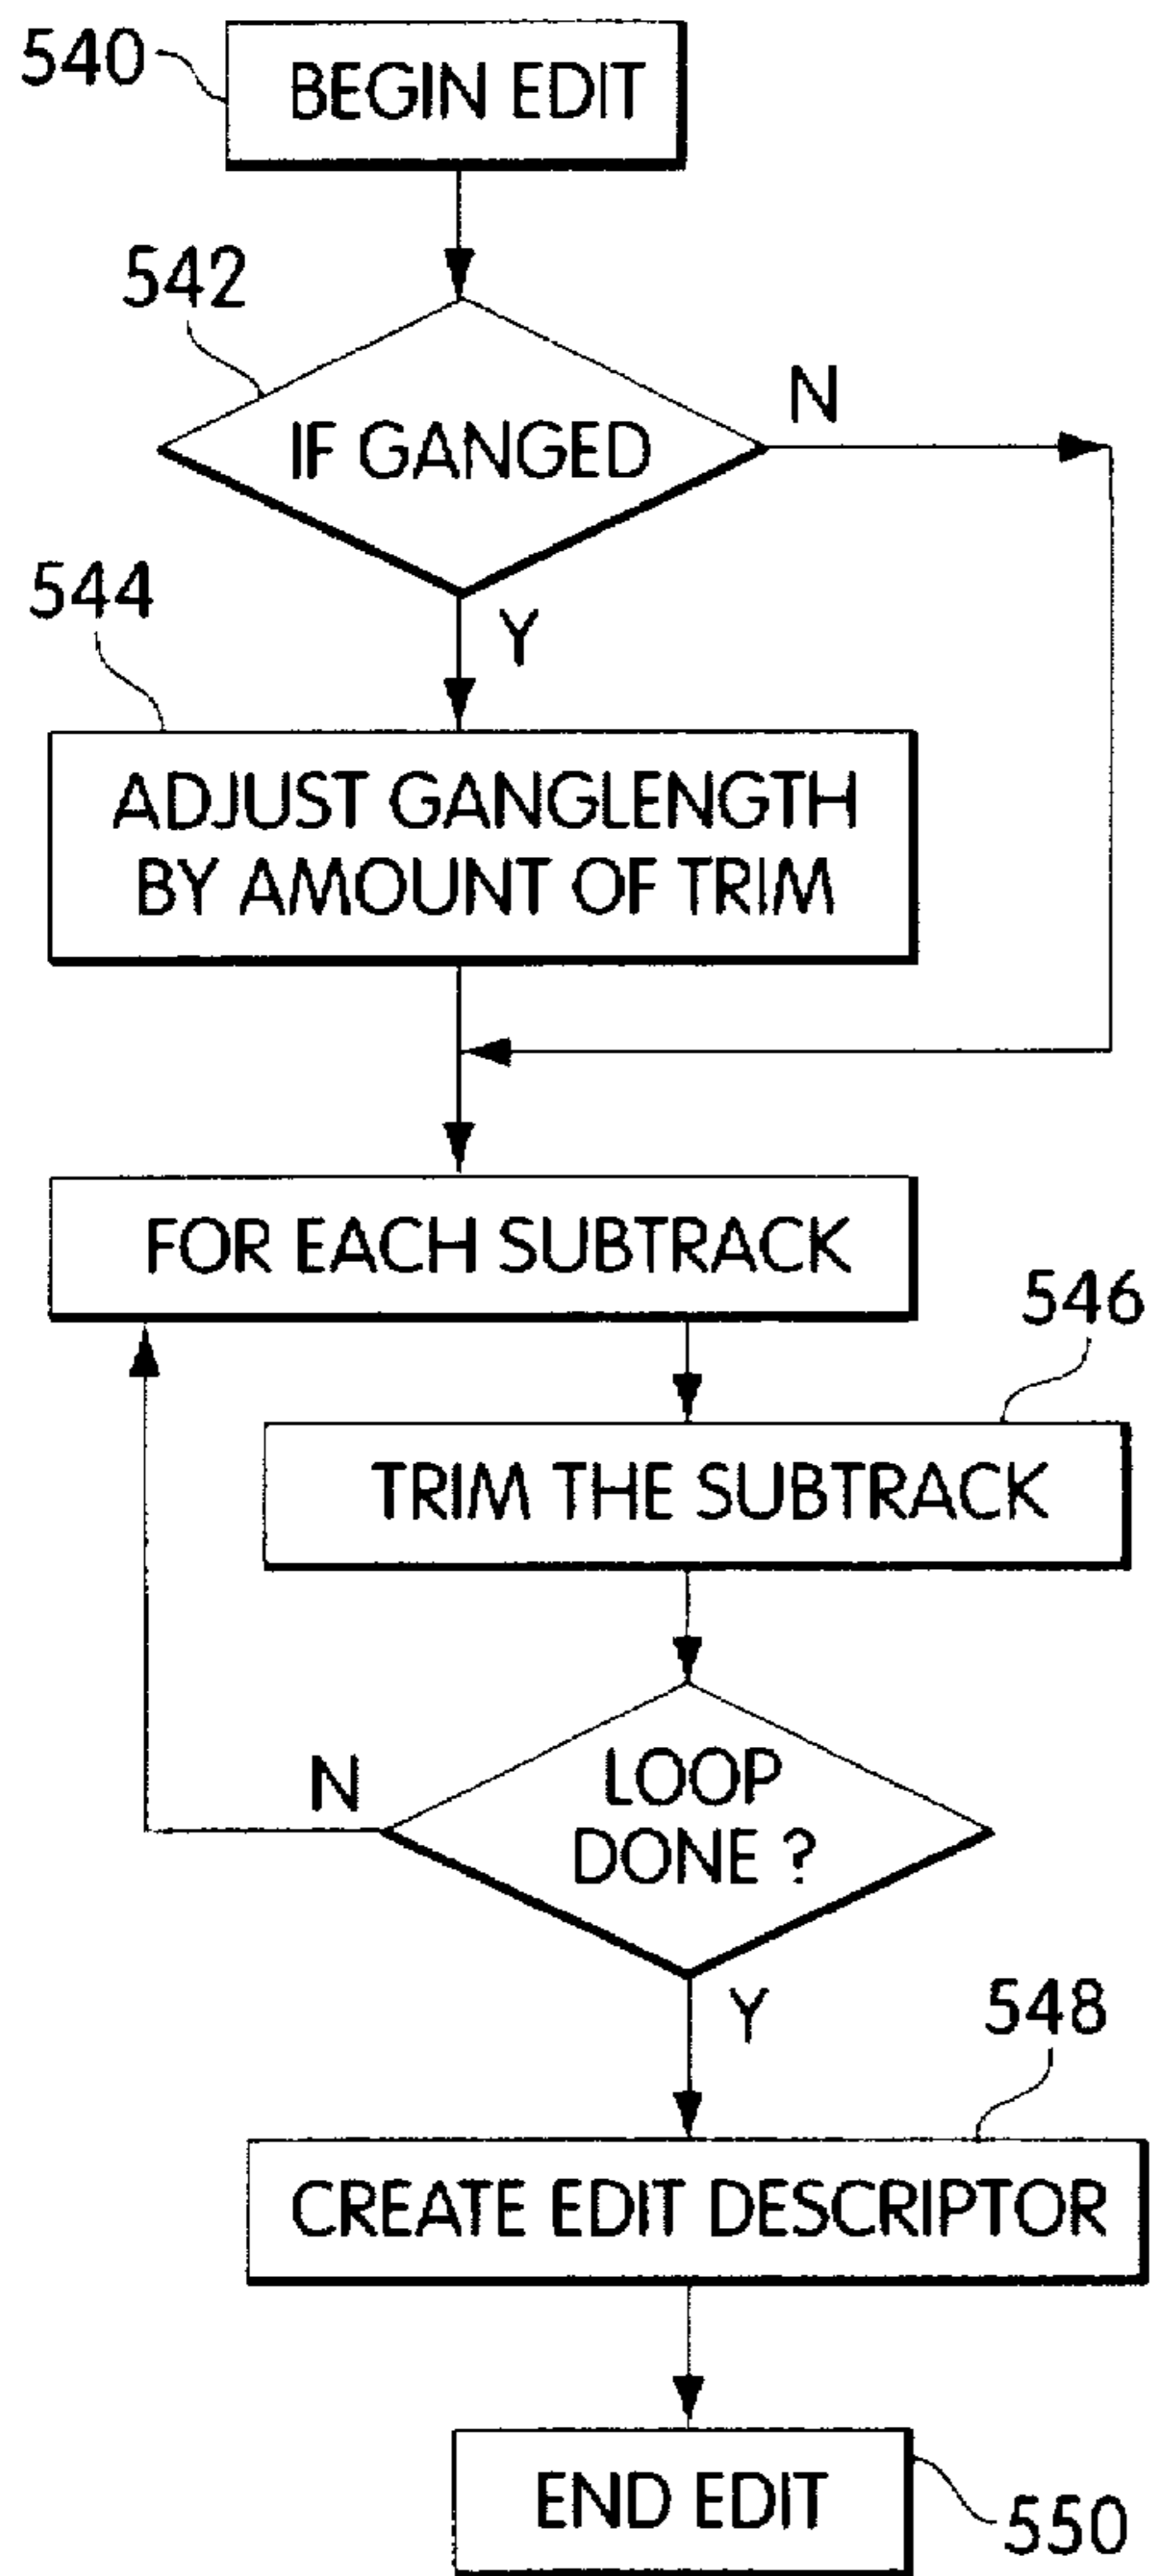 540
BEGIN EDIT
542
IF GANGED
N
544
Y
ADJUST GANGLENGTH
BY AMOUNT OF TRIM
FOR EACH SUBTRACK
546
TRIM THE SUBTRACK
N
LOOP
DONE ?
Y
548
CREATE EDIT DESCRIPTOR
END EDIT
550